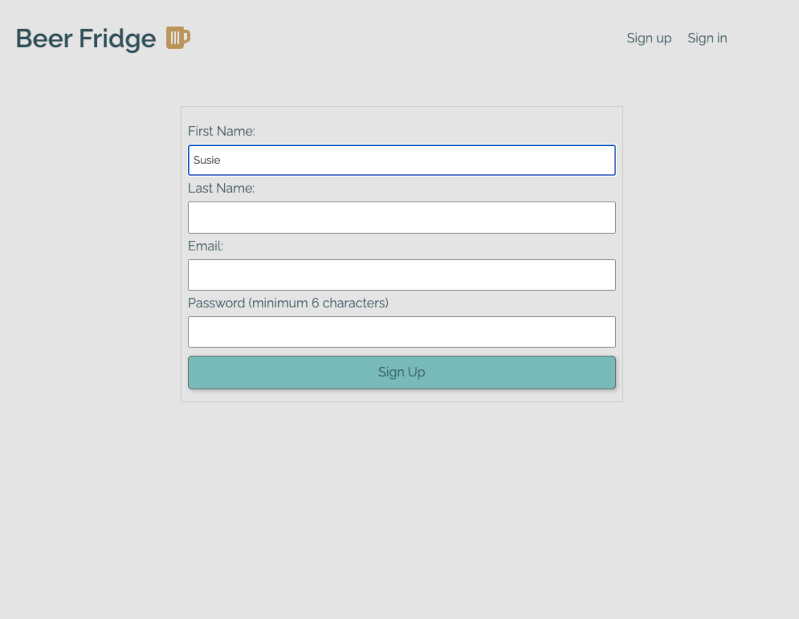 Beer Fridge
Sign up Sign in
First Name:
Susie
Last Name:
Email:
Password (minimum 6 characters)
Sign Up